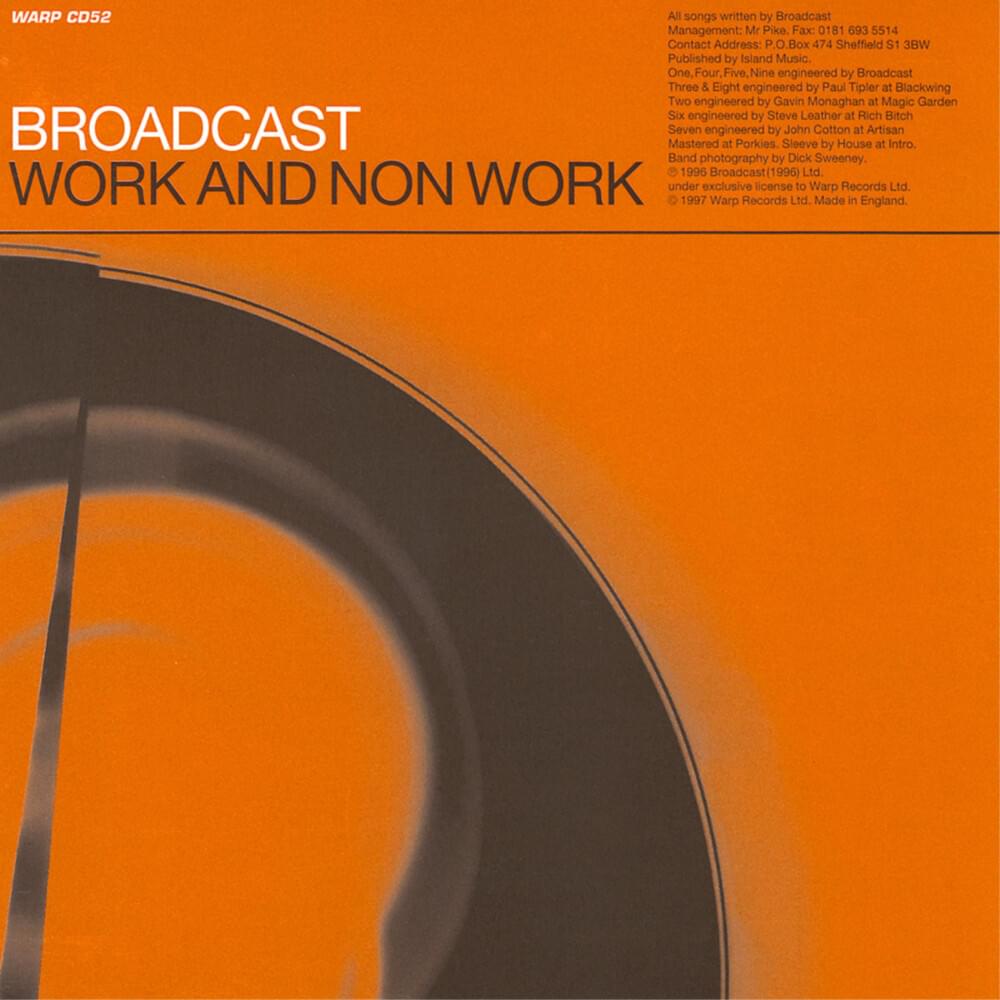 WARP CD52
BROADCAST
WORK AND NON WORK
All songs written by Broadcast
Management: Mr Pike. Fax: 0181 693 5514
Contact Address: P.O.Box 474 Sheffield S1 3BW
Published by Island Music.
One,Four,Five,Nine engineered by Broadcast
Three & Eight engineered by Paul Tipler at Blackwing
Two engineered by Gavin Monaghan at Magic Garden
Six engineered by Steve Leather at Rich Bitch
Seven engineered by John Cotton at Artisan
Mastered at Porkies. Sleeve by House at Intro.
Band photography by Dick Sweeney.
℗ 1996 Broadcast(1996) Ltd.
under exclusive license to Warp Records Ltd.
© 1997 Warp Records Ltd. Made in England.